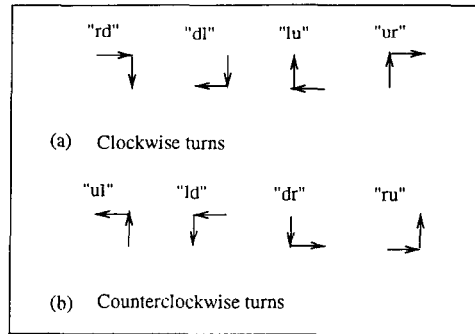 "rd" "dl" "lu" "ur"
(a) Clockwise turns
"ul" "ld" "dr" "ru"
(b) Counterclockwise turns